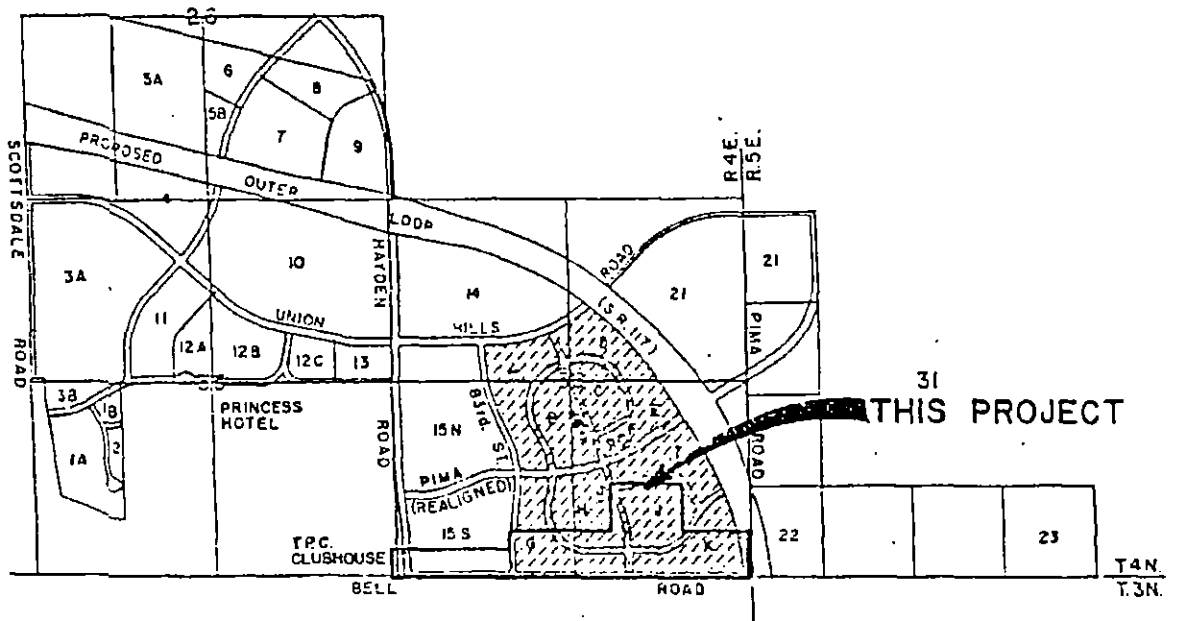 26
5A
6
8
5B
7
9
PROPOSED
OUTER
LOOP
(S.R.117)
R.4E.
R.5E.
SCOTTSDALE
ROAD
4
3A
10
HAYDEN
ROAD
14
ROAD
21
21
11
UNION
HILLS
PIMA
ROAD
12A
12B
12C
13
31
THIS PROJECT
3B
1B
PRINCESS
HOTEL
2
1A
15N
83rd.
ST.
PIMA
(REALIGNED)
15S
H
J
G
K
22
23
T.P.C.
CLUBHOUSE
BELL
ROAD
T.4N.
T.3N.